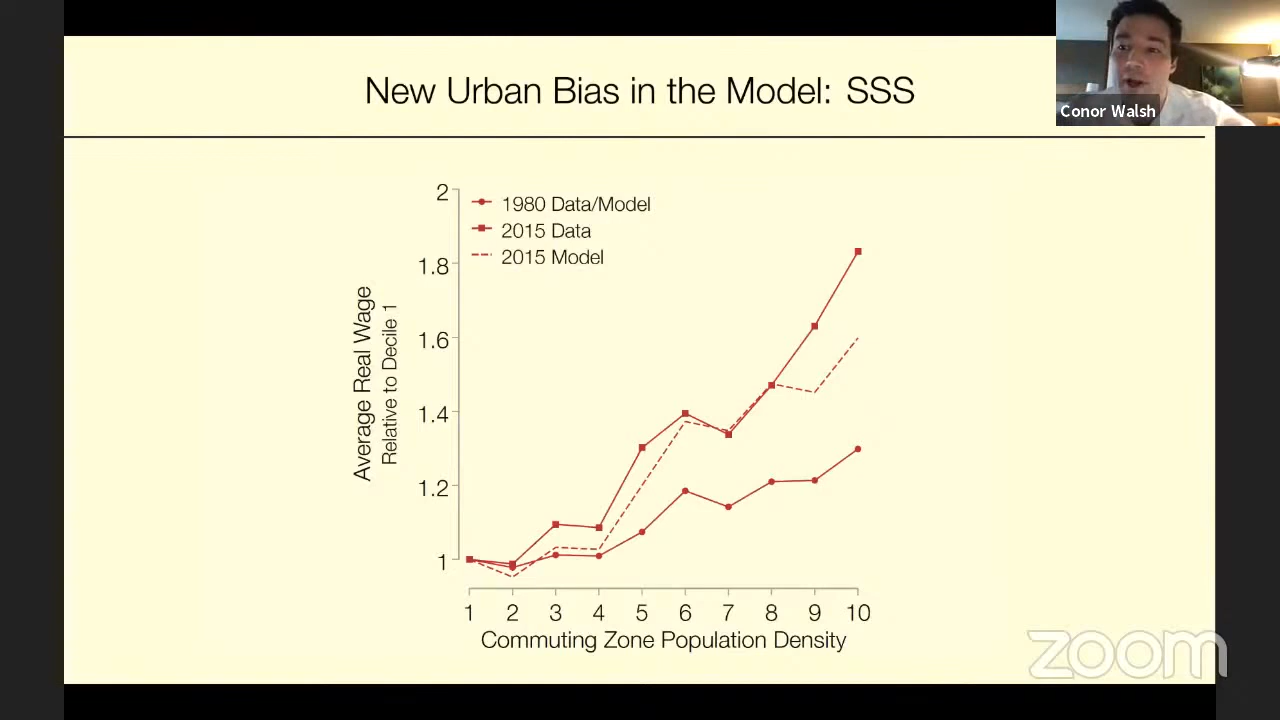 New Urban Bias in the Model: SSS
Conor Walsh
2
1.8
1.6
1.4
1.2
1
Average Real Wage
Relative to Decile 1
1980 Data/Model
2015 Data
2015 Model
1 2 3 4 5 6 7 8 9 10
Commuting Zone Population Density
zoom